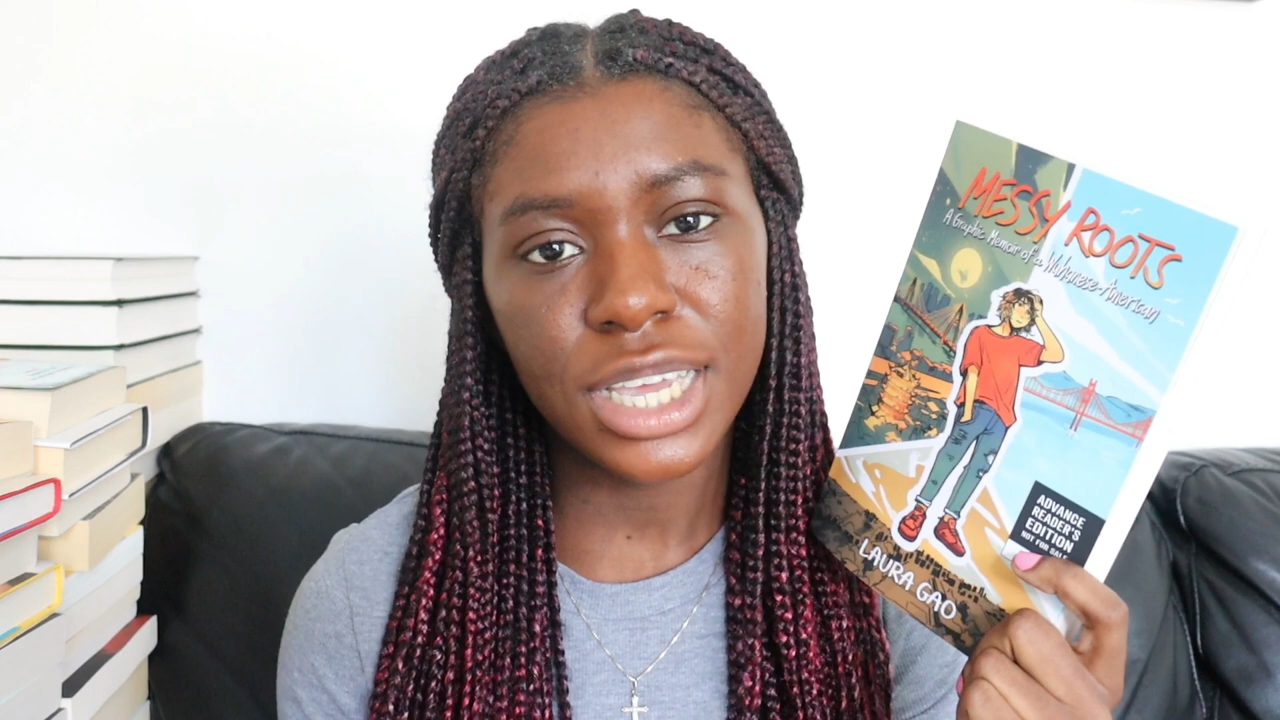 MESSY ROOTS
A Graphic Memoir of a Wuhanese-American
ADVANCE
READER'S
EDITION
NOT FOR SALE
LAURA GAO